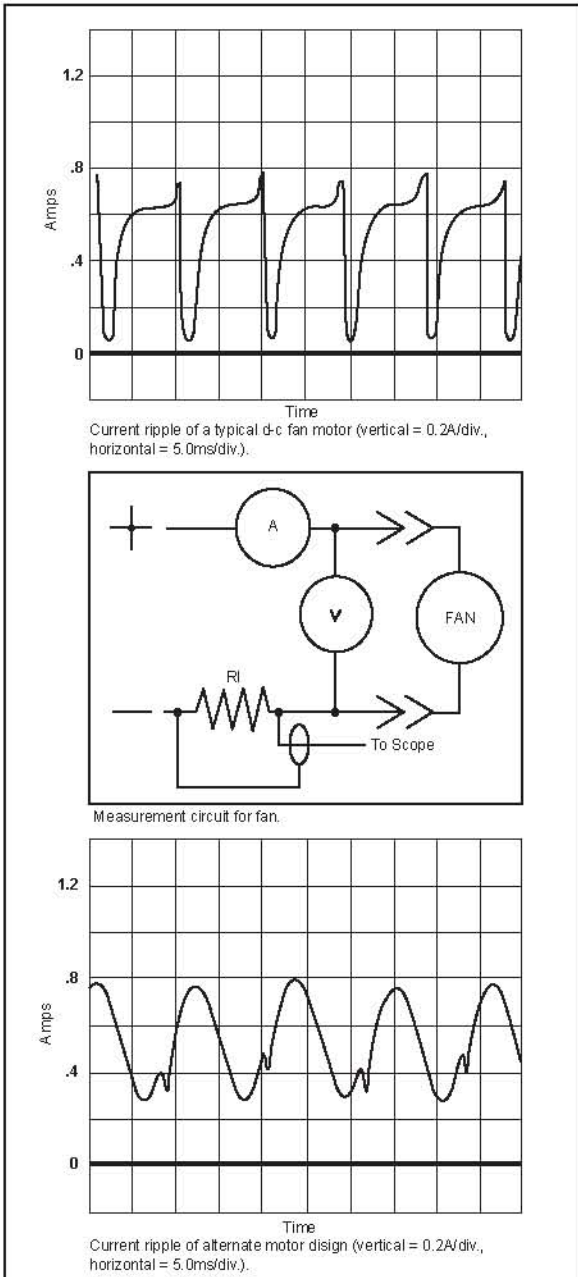 1.2
.8
Amps
.4
0
Time
Current ripple of a typical d-c fan motor (vertical = 0.2A/div.,
horizontal = 5.0ms/div.).
A
V
FAN
RI
To Scope
Measurement circuit for fan.
1.2
.8
Amps
.4
0
Time
Current ripple of alternate motor disign (vertical = 0.2A/div.,
horizontal = 5.0ms/div.).